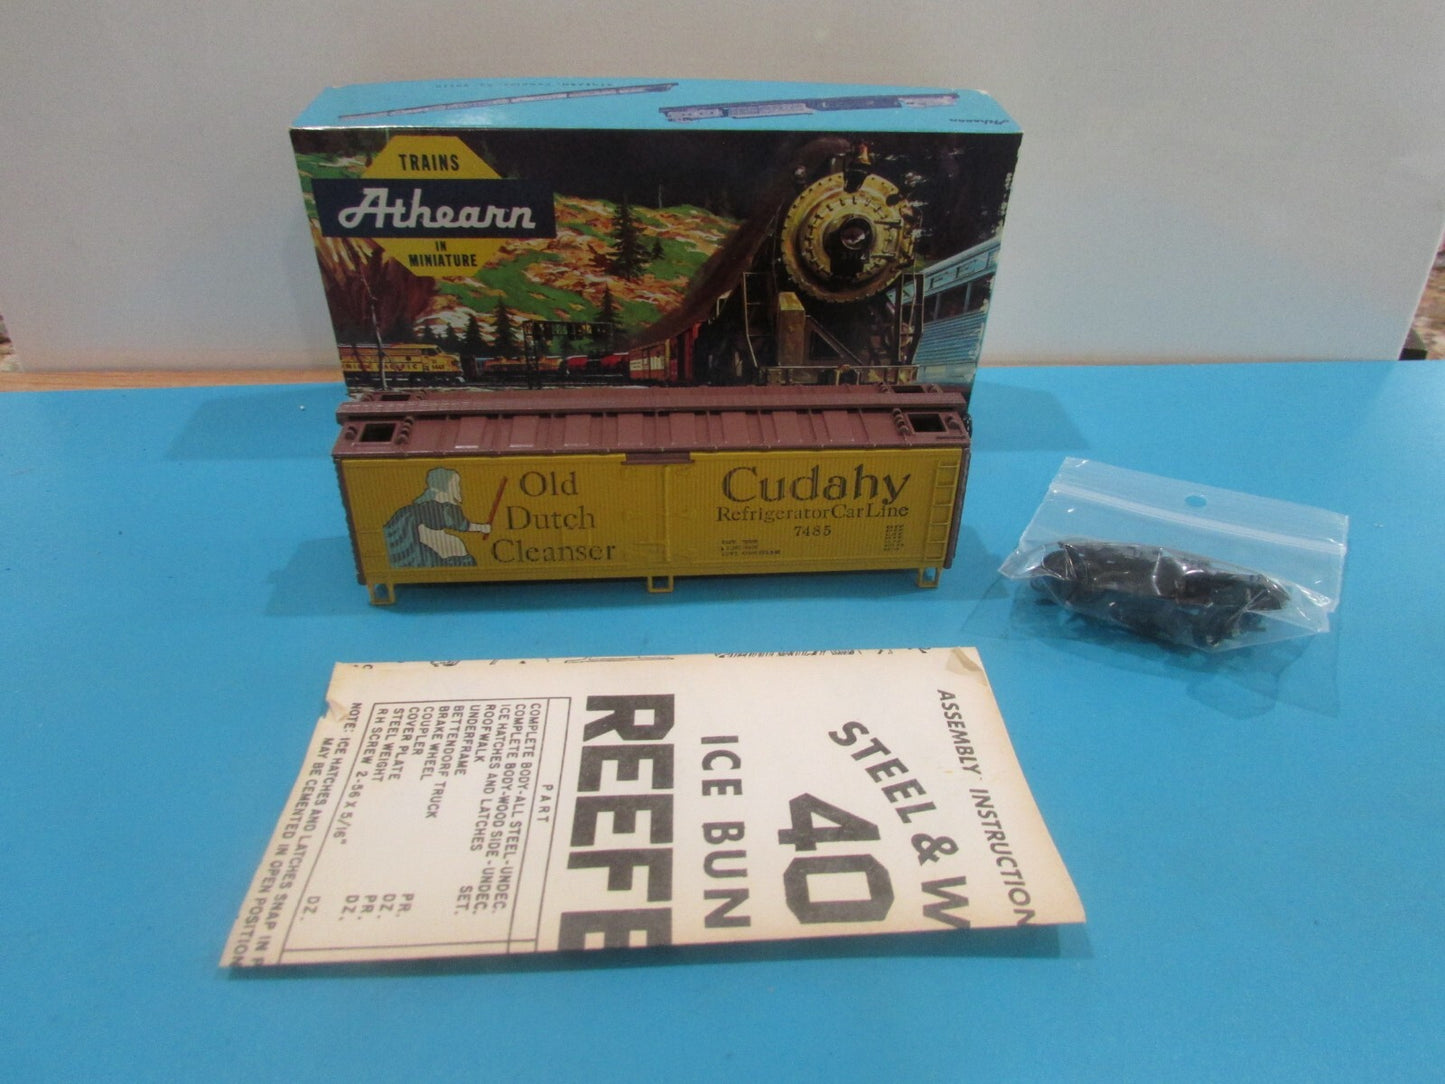 TRAINS
Athearn
IN
MINIATURE
Old
Dutch
Cleanser
Cudahy
Refrigerator Car Line
7485
ASSEMBLY INSTRUCTION
STEEL & W
40
ICE BUN
REEFE
PART
COMPLETE BODY-ALL STEEL-UNDEC.
COMPLETE BODY-WOOD SIDE-UNDEC.
ICE HATCHES AND LATCHES SET.
ROOFWALK
UNDERFRAME
BETTENDORF TRUCK
BRAKE WHEEL
COUPLER PR.
COVER PLATE DZ.
STEEL WEIGHT PR.
RH SCREW 2-56 X 5/16" DZ.
NOTE: ICE HATCHES AND LATCHES SNAP IN P
MAY BE CEMENTED IN OPEN POSITION